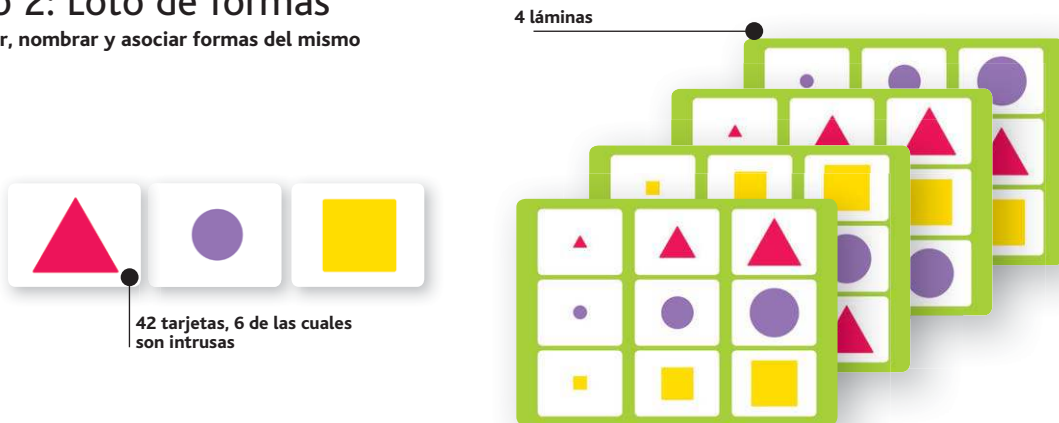 2: Loto de formas
nombrar y asociar formas del mismo
4 láminas
42 tarjetas, 6 de las cuales
son intrusas